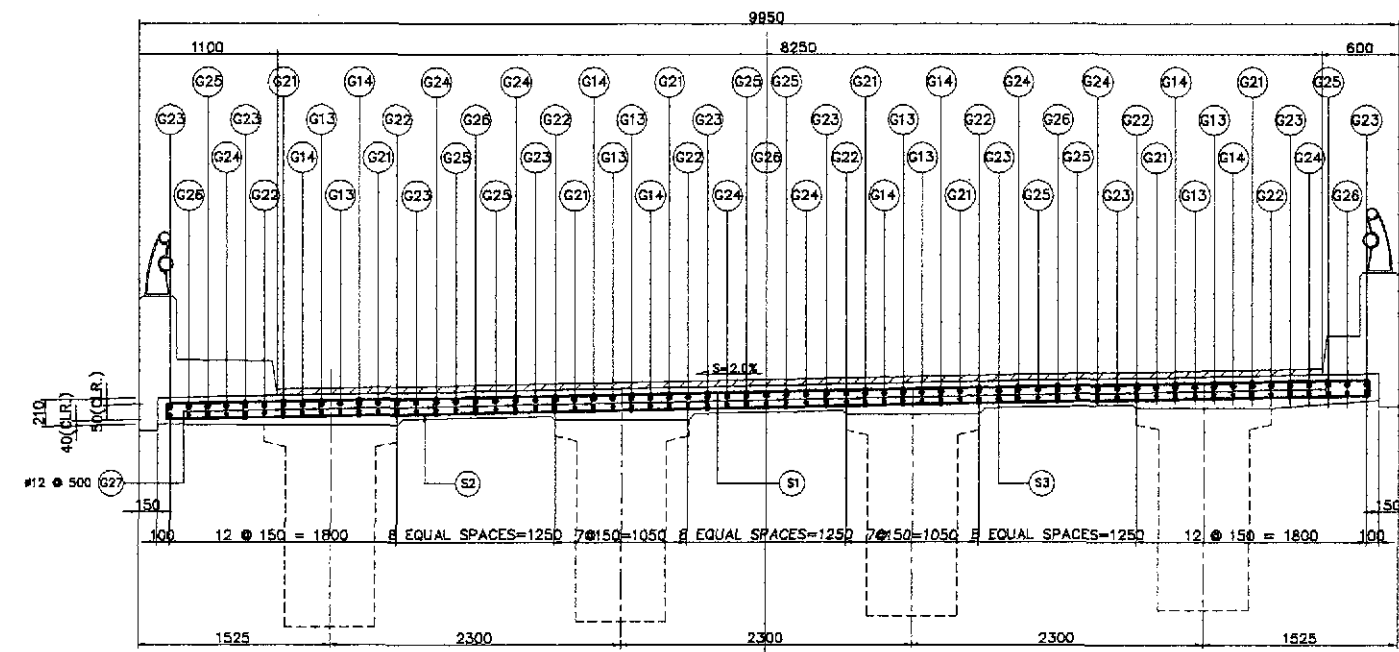 9950
1100 8250 600
G25 G21 G14 G24 G24 G14 G21 G25 G25 G21 G14 G24 G24 G14 G21 G25
G23 G23 G13 G22 G26 G22 G13 G23 G23 G13 G22 G26 G22 G13 G23 G23
G24 G14 G21 G25 G23 G13 G22 G26 G22 G13 G23 G25 G21 G14 G24
G26 G22 G13 G23 G25 G21 G14 G24 G24 G14 G21 G25 G23 G13 G22 G26
S=2.0%
210
40(CLR.)
50(CLR.)
#12 @ 500 G27 S2 S1 S3
150 150
100 12 @ 150 = 1800 8 EQUAL SPACES=1250 7@150=1050 8 EQUAL SPACES=1250 7@150=1050 8 EQUAL SPACES=1250 12 @ 150 = 1800 100
1525 2300 2300 2300 1525